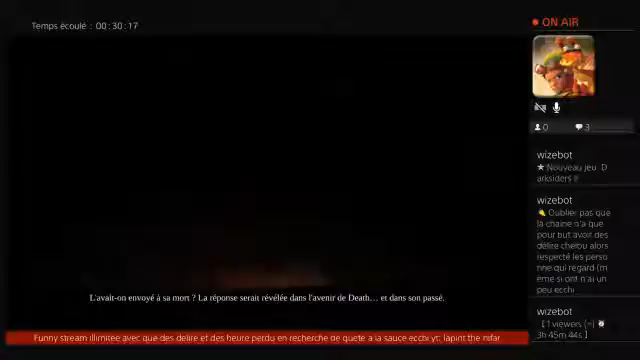 Temps écoulé : 00:30:17
ON AIR
0
3
wizebot
★ Nouveau jeu : D
arksiders II
wizebot
Oublier pas que
la chaine n'a que
pour but avoir des
délire chelou alors
respecté les perso
nne qui regard (m
ême si ont n'ai un
peu ecchi
wizebot
[ 1 viewers (=)
3h 45m 44s ]
L'avait-on envoyé à sa mort ? La réponse serait révélée dans l'avenir de Death… et dans son passé.
Funny stream illimitée avec que des delire et des heure perdu en recherche de quete a la sauce ecchi yt: lapint the nifar